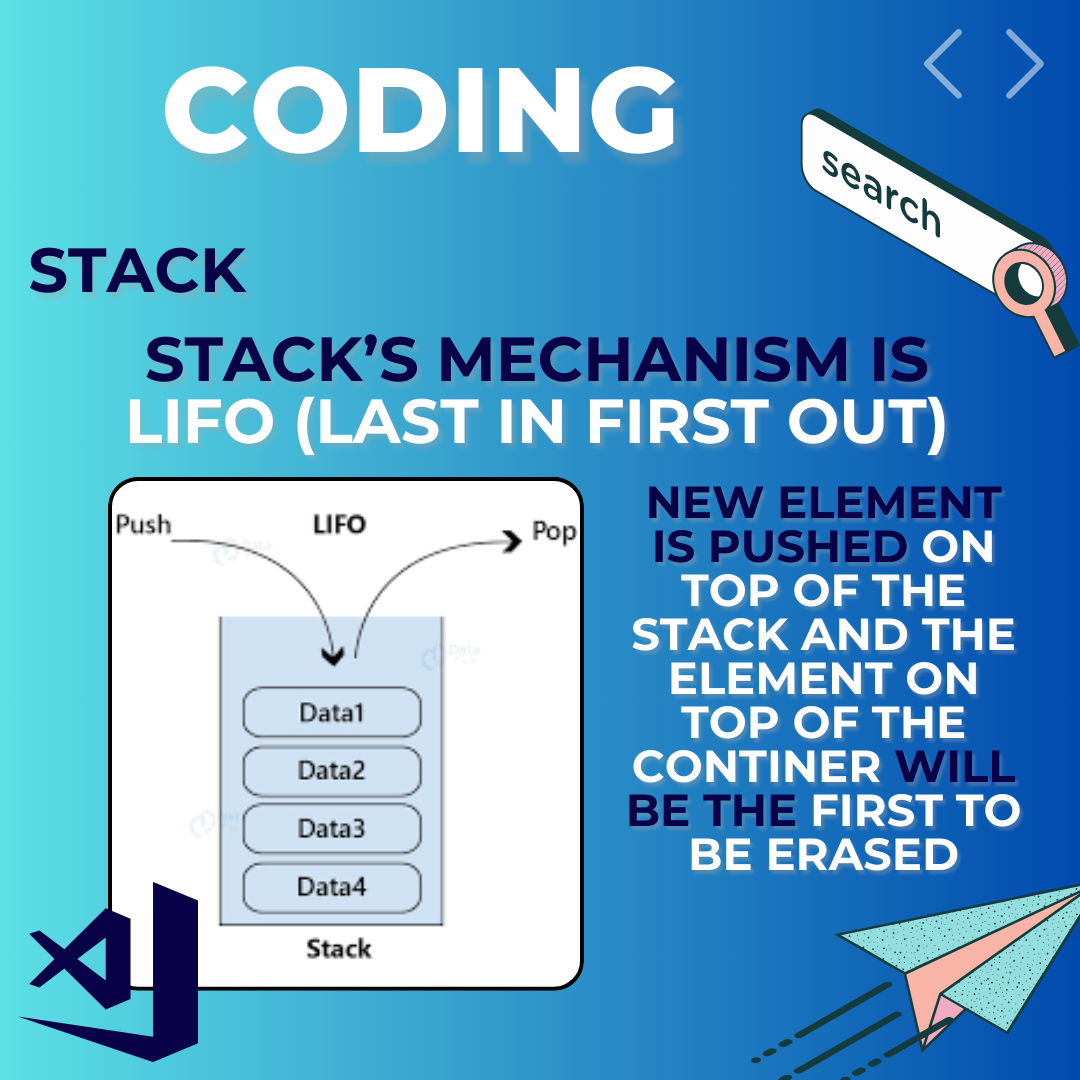 CODING
search
STACK
STACK’S MECHANISM IS
LIFO (LAST IN FIRST OUT)
Push
LIFO
Pop
Data1
Data2
Data3
Data4
Stack
NEW ELEMENT
IS PUSHED ON
TOP OF THE
STACK AND THE
ELEMENT ON
TOP OF THE
CONTINER WILL
BE THE FIRST TO
BE ERASED